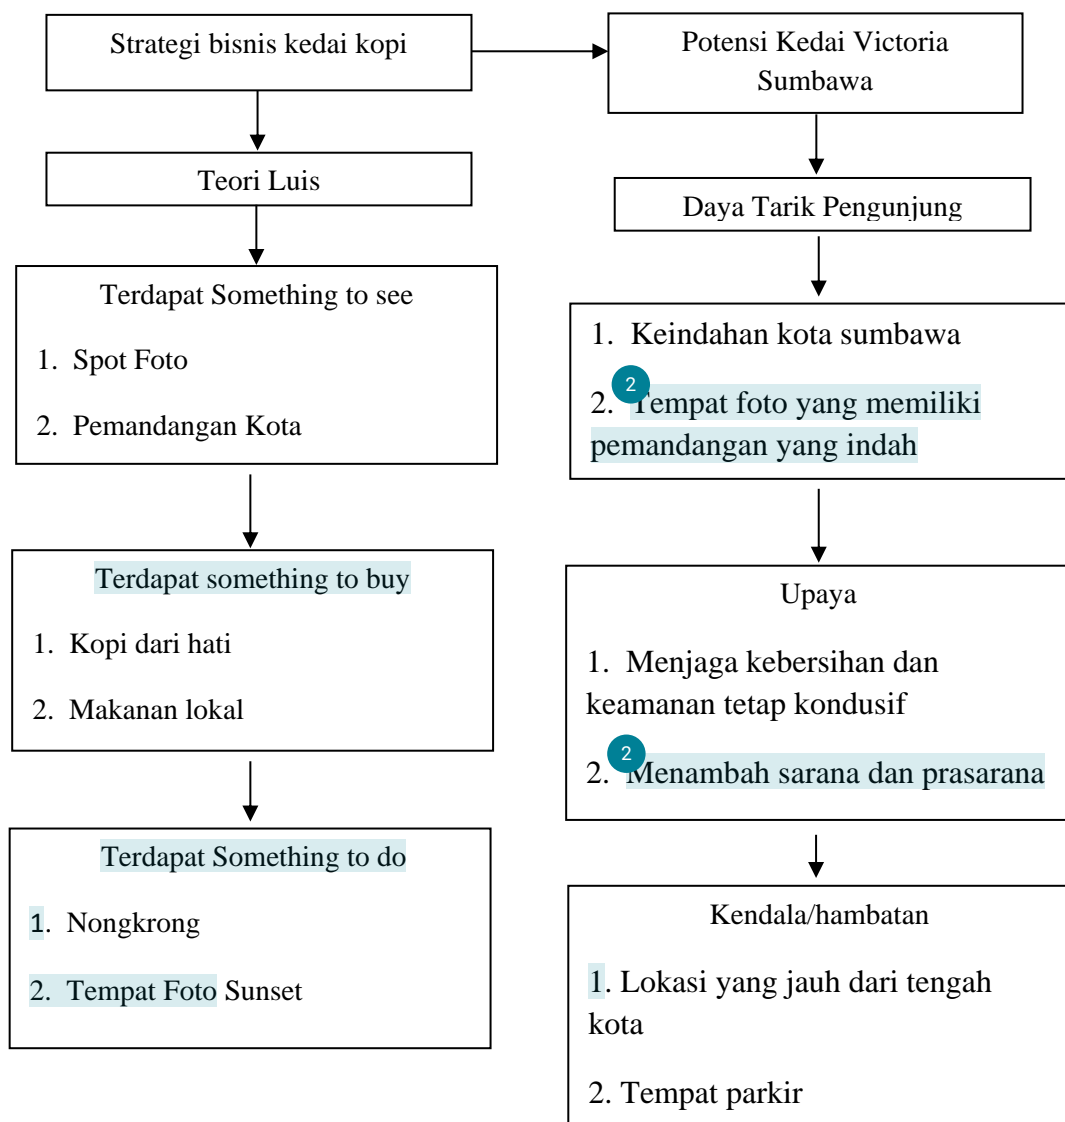 Strategi bisnis kedai kopi
Potensi Kedai Victoria
Sumbawa
Teori Luis
Daya Tarik Pengunjung
Terdapat Something to see
1. Spot Foto
2. Pemandangan Kota
1. Keindahan kota sumbawa
2
2. Tempat foto yang memiliki
pemandangan yang indah
Terdapat something to buy
1. Kopi dari hati
2. Makanan lokal
Upaya
1. Menjaga kebersihan dan
keamanan tetap kondusif
2
2. Menambah sarana dan prasarana
Terdapat Something to do
1. Nongkrong
2. Tempat Foto Sunset
Kendala/hambatan
1. Lokasi yang jauh dari tengah
kota
2. Tempat parkir